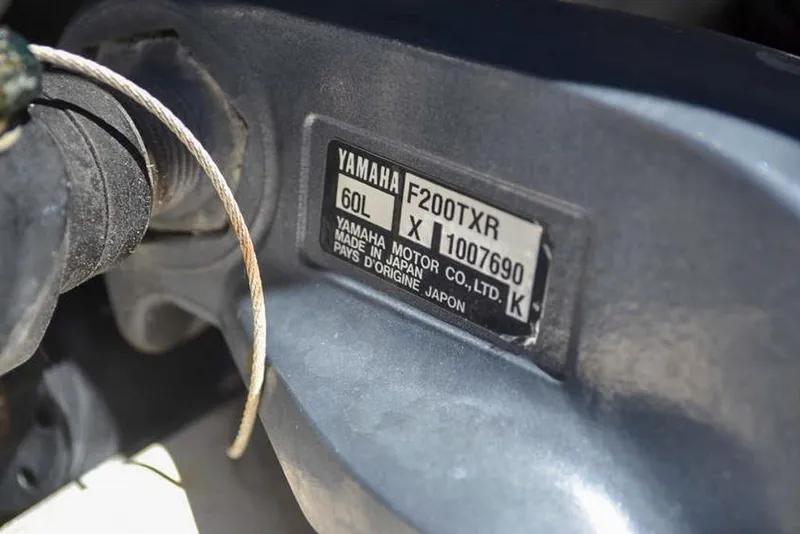 YAMAHA F200TXR
60L X 1007690
YAMAHA MOTOR CO., LTD. K
MADE IN JAPAN
PAYS D'ORIGINE JAPON